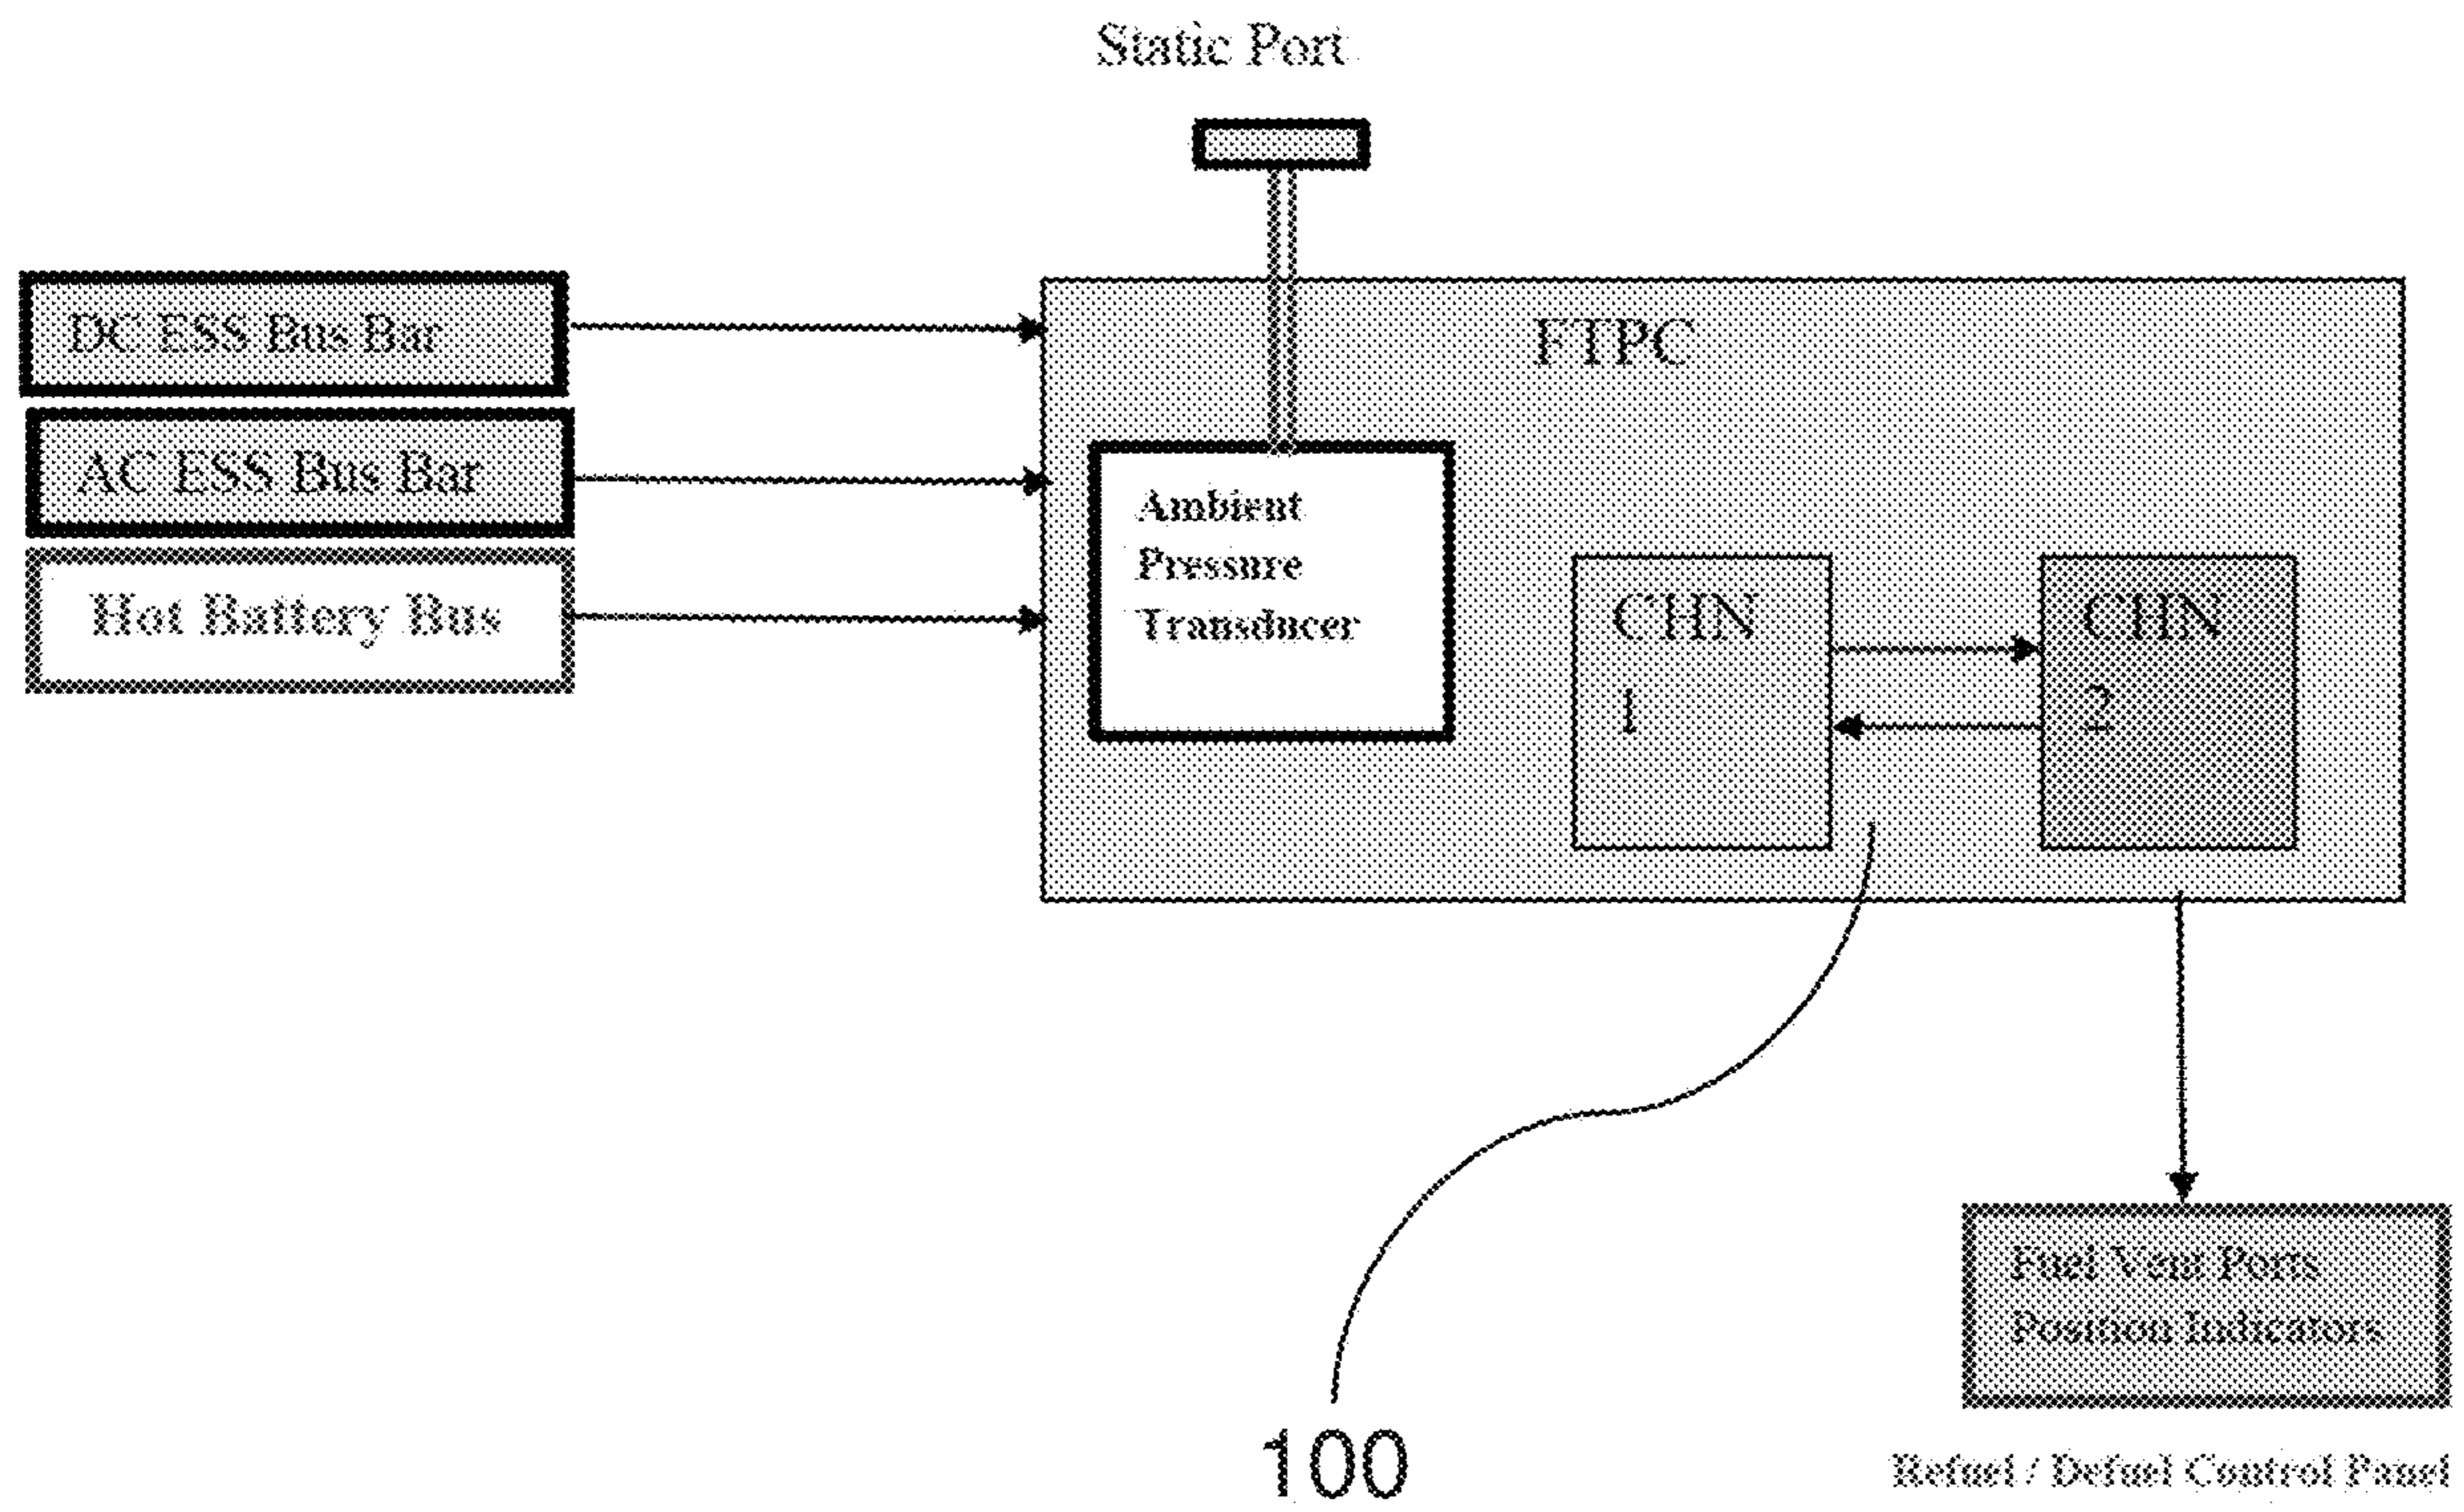 Static Port
DC ESS Bus Bar
FTPC
AC ESS Bus Bar
Ambient
Pressure
Transducer
Hot Battery Bus
CHN
1
CHN
2
Fuel Vent Ports
Position Indicators
100
Refuel / Defuel Control Panel